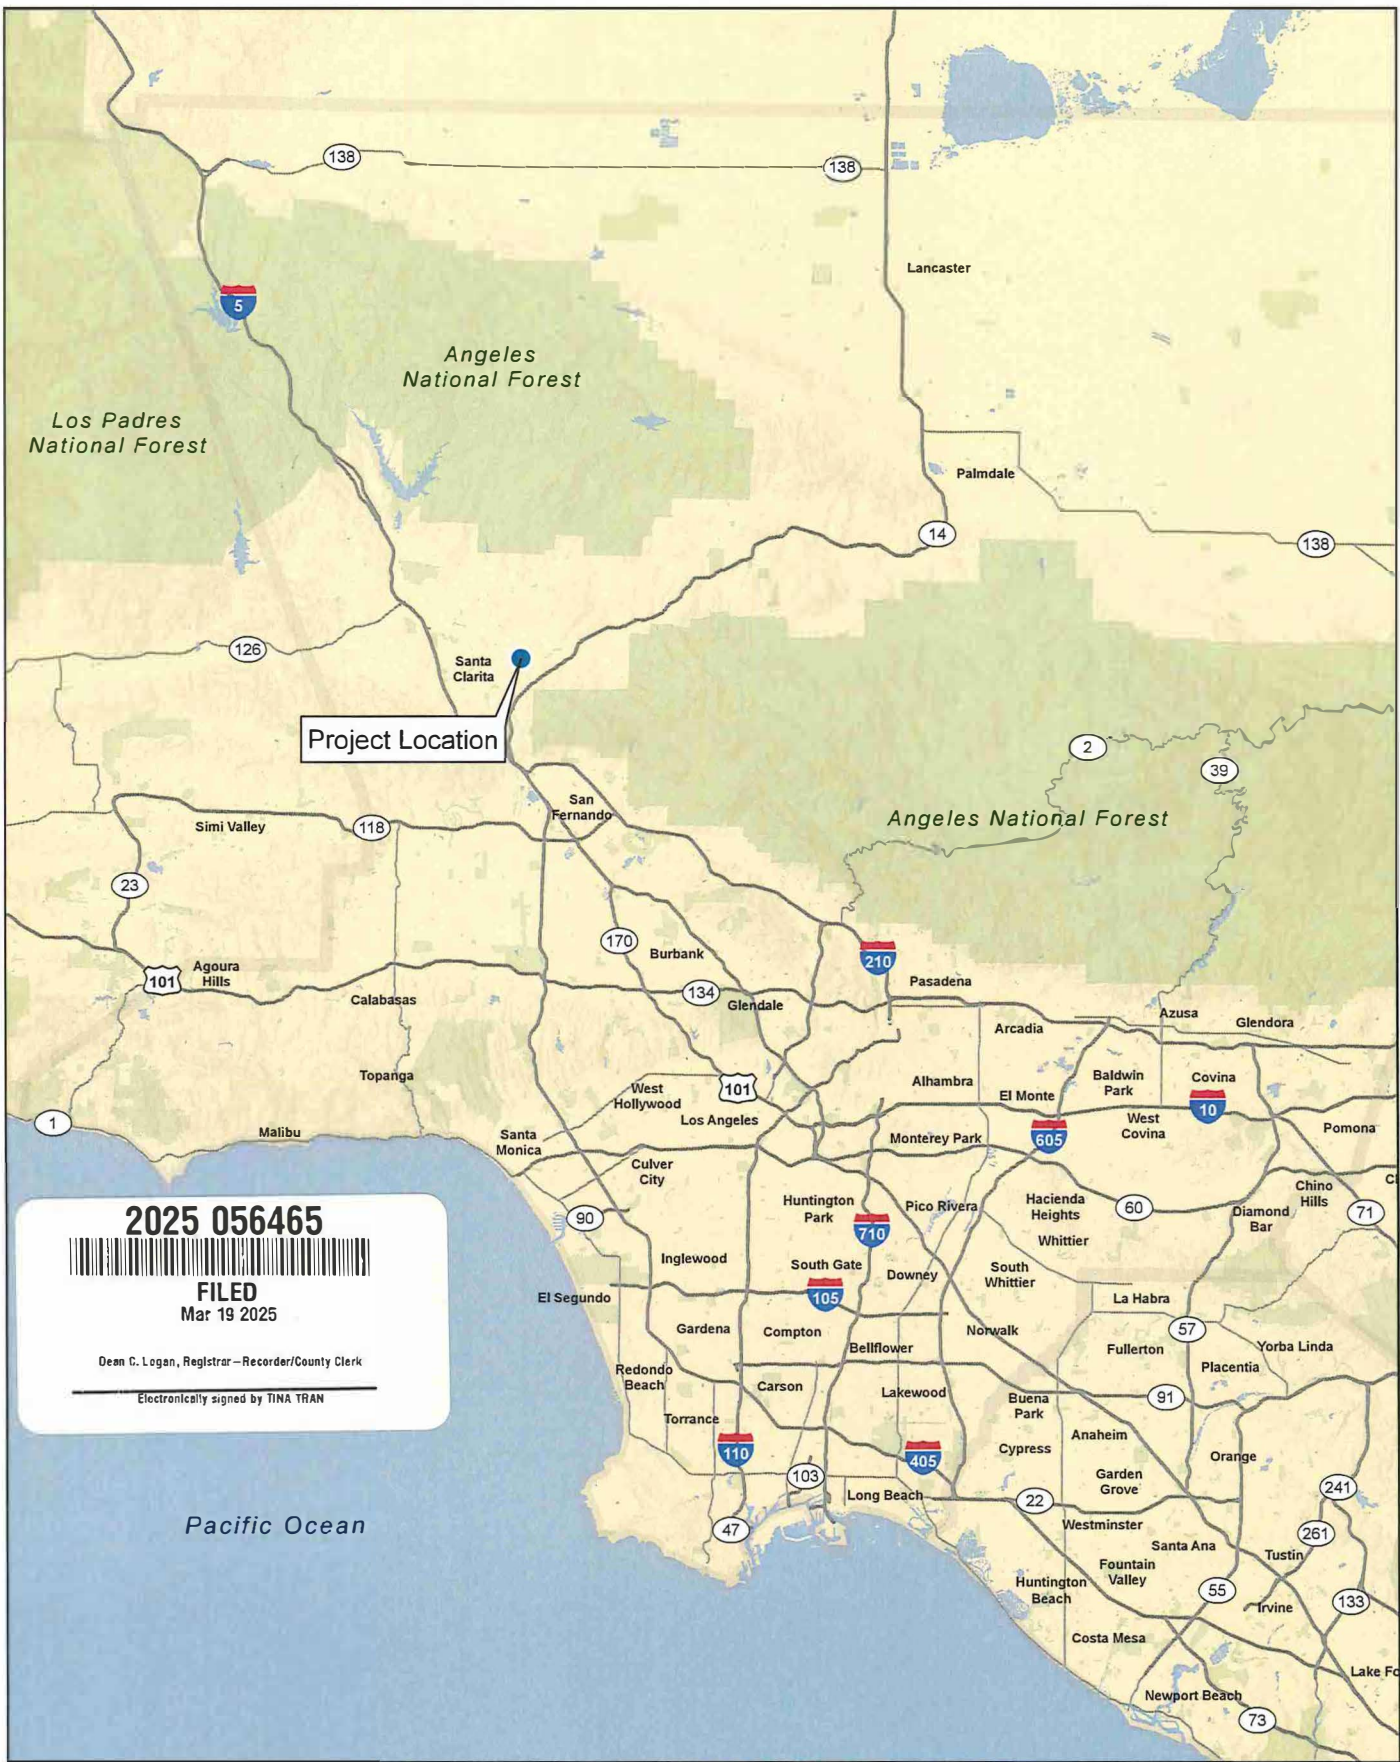 138
138
Lancaster
5
Angeles
National Forest
Los Padres
National Forest
Palmdale
14
138
126
Santa
Clarita
Project Location
2
39
San
Fernando
Angeles National Forest
Simi Valley
118
23
170
Burbank
210
Agoura
Hills
101
Calabasas
134
Glendale
Pasadena
Azusa
Glendora
Arcadia
Topanga
West
Hollywood
101
Alhambra
El Monte
Baldwin
Park
Covina
10
1
Malibu
Los Angeles
Santa
Monica
Monterey Park
605
West
Covina
Pomona
Culver
City
90
Huntington
Park
Pico Rivera
Hacienda
Heights
60
Chino
Hills
Diamond
Bar
71
710
Whittier
Inglewood
South Gate
Downey
South
Whittier
El Segundo
105
La Habra
Gardena
Compton
Norwalk
57
Bellflower
Fullerton
Yorba Linda
Placentia
Redondo
Beach
Carson
Lakewood
Buena
Park
91
Torrance
110
405
Cypress
Anaheim
Orange
103
Garden
Grove
241
Long Beach
22
47
Westminster
261
Santa Ana
Tustin
Fountain
Valley
Huntington
Beach
55
133
Irvine
Costa Mesa
Newport Beach
73
2025 056465
FILED
Mar 19 2025
Dean C. Logan, Registrar–Recorder/County Clerk
Electronically signed by TINA TRAN
Pacific Ocean